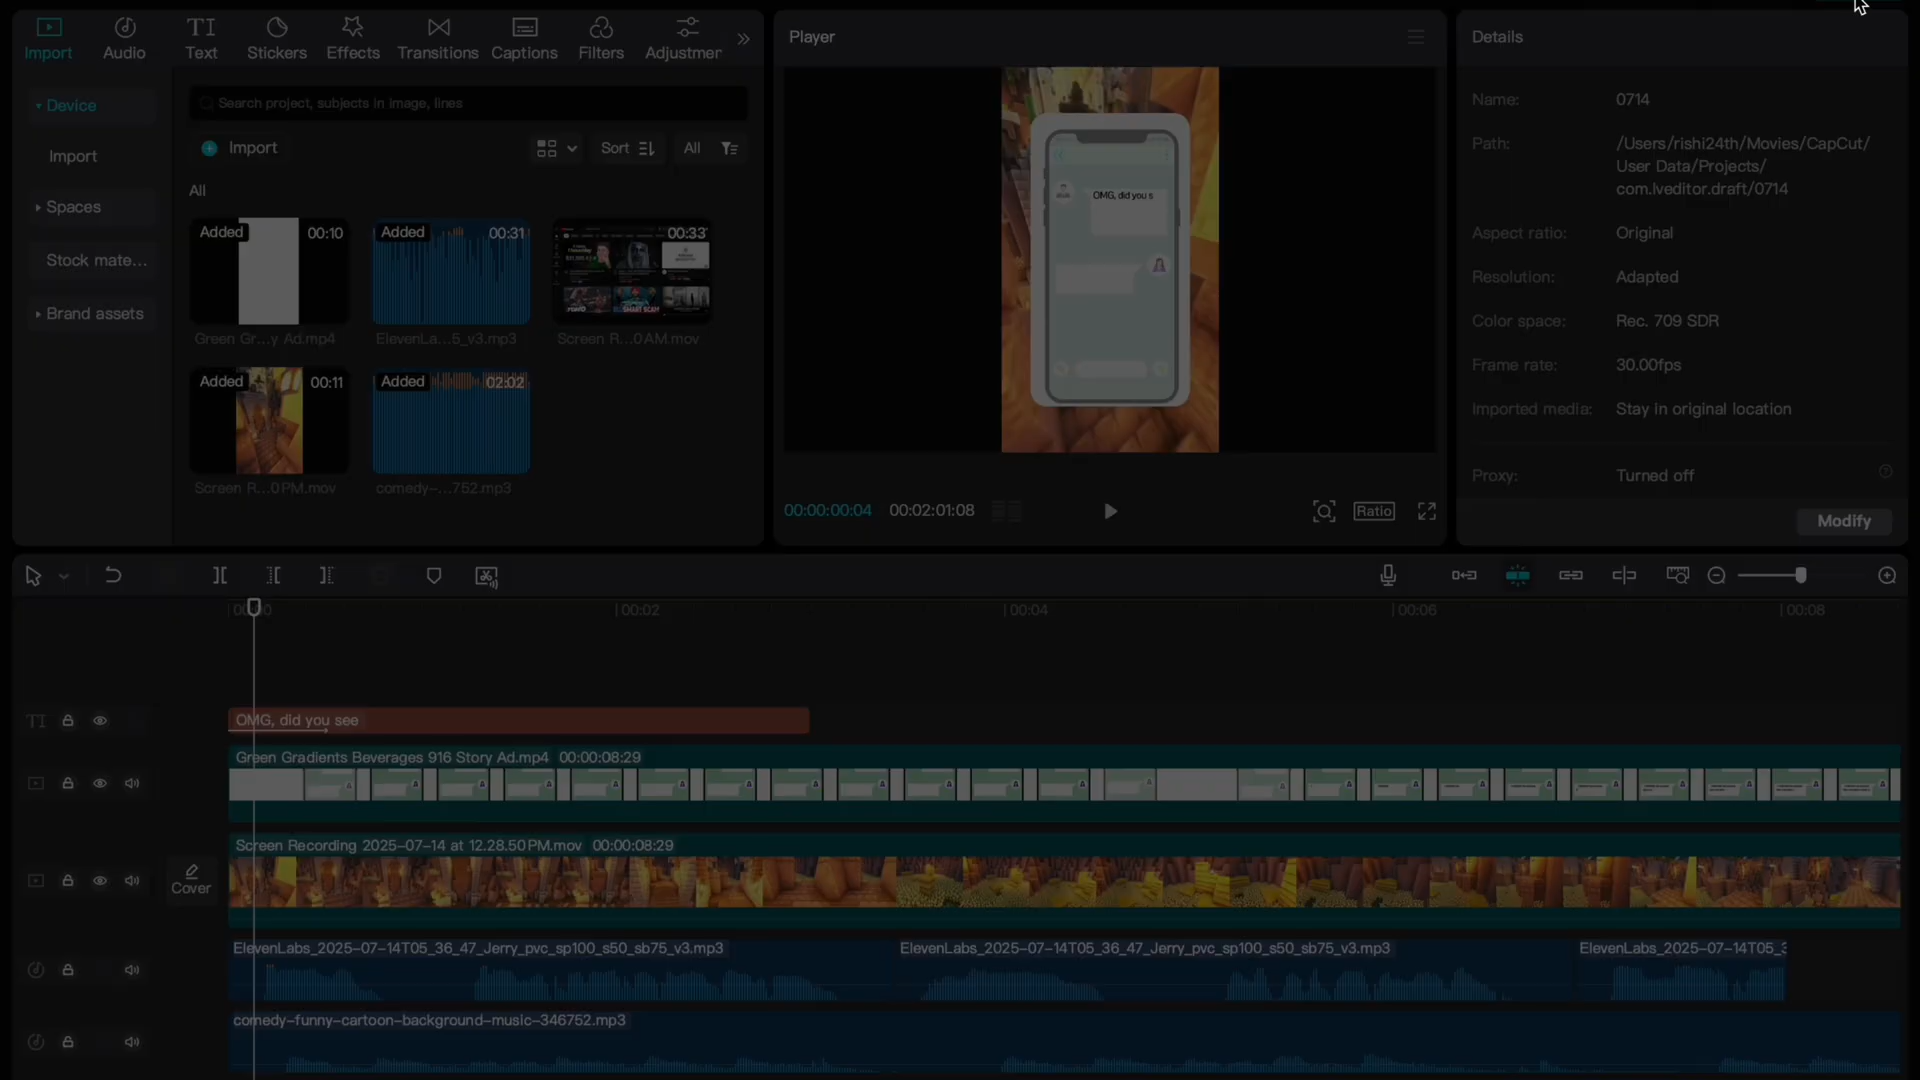 Import
Audio
Text
Stickers
Effects
Transitions
Captions
Filters
Adjustmer
Device
Import
Spaces
Stock mate...
Brand assets
Search project, subjects in image, lines
Import
Sort
All
All
Added 00:10
Green Gr...y Ad.mp4
Added 00:31
ElevenLa...5_v3.mp3
00:33
Screen R...0AM.mov
Added 00:11
Screen R...0PM.mov
Added 02:02
comedy-...752.mp3
Player
OMG, did you s
00:00:00:04 00:02:01:08
Ratio
Details
Name: 0714
Path: /Users/rishi24th/Movies/CapCut/
User Data/Projects/
com.lveditor.draft/0714
Aspect ratio: Original
Resolution: Adapted
Color space: Rec. 709 SDR
Frame rate: 30.00fps
Imported media: Stay in original location
Proxy: Turned off
Modify
00:00 00:02 00:04 00:06 00:08
TI
OMG, did you see
Green Gradients Beverages 916 Story Ad.mp4 00:00:08:29
Cover
Screen Recording 2025-07-14 at 12.28.50PM.mov 00:00:08:29
ElevenLabs_2025-07-14T05_36_47_Jerry_pvc_sp100_s50_sb75_v3.mp3
ElevenLabs_2025-07-14T05_36_47_Jerry_pvc_sp100_s50_sb75_v3.mp3
ElevenLabs_2025-07-14T05_3
comedy-funny-cartoon-background-music-346752.mp3